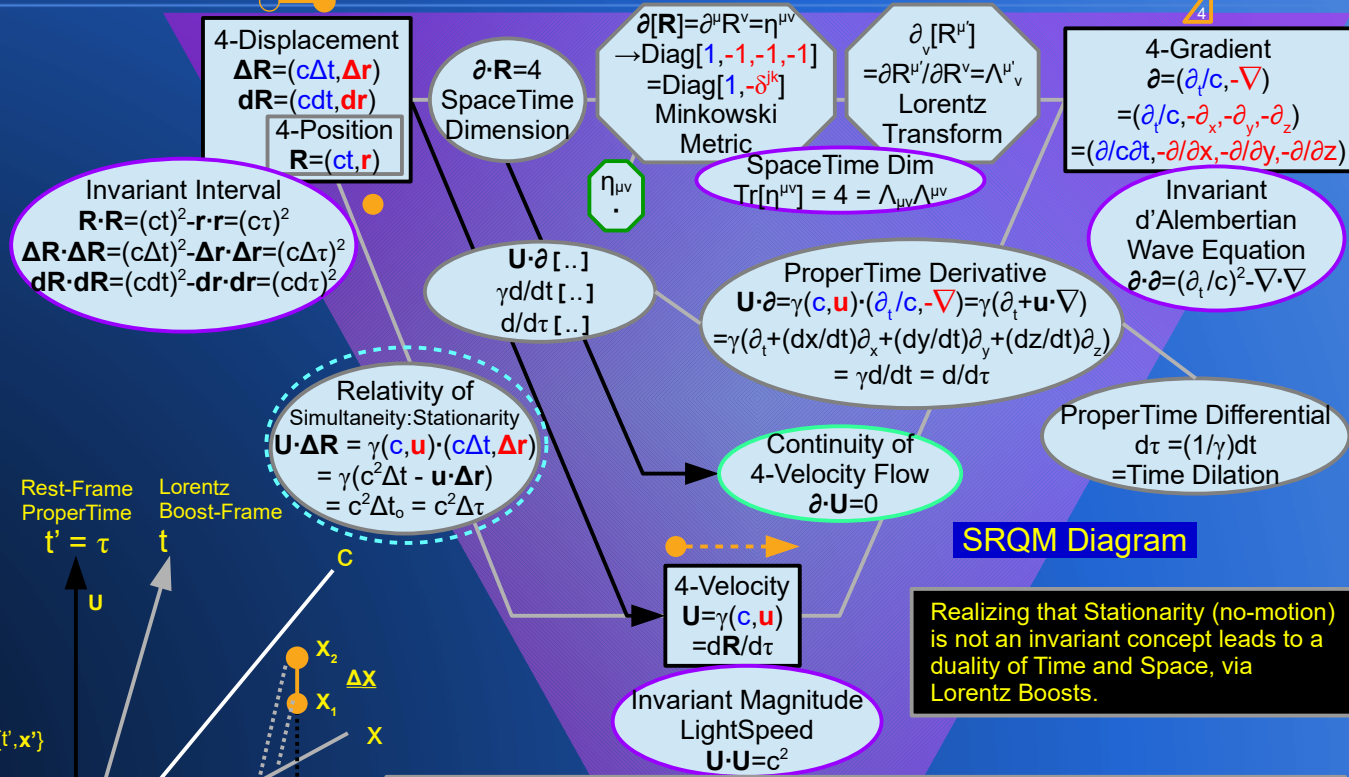 4-Displacement
ΔR=(cΔt,Δr)
dR=(cdt,dr)
4-Position
R=(ct,r)
∂·R=4
SpaceTime
Dimension
∂[R]=∂^μR^ν=η^μν
→Diag[1,-1,-1,-1]
=Diag[1,-δ^jk]
Minkowski
Metric
∂_ν[R^μ']
=∂R^μ'/∂R^ν=Λ^μ'_ν
Lorentz
Transform
4
4-Gradient
∂=(∂_t/c,-∇)
=(∂_t/c,-∂_x,-∂_y,-∂_z)
=(∂/c∂t,-∂/∂x,-∂/∂y,-∂/∂z)
Invariant Interval
R·R=(ct)²-r·r=(cτ)²
ΔR·ΔR=(cΔt)²-Δr·Δr=(cΔτ)²
dR·dR=(cdt)²-dr·dr=(cdτ)²
η_μν
·
SpaceTime Dim
Tr[η^μν] = 4 = Λ_μνΛ^μν
Invariant
d'Alembertian
Wave Equation
∂·∂=(∂_t/c)²-∇·∇
U·∂[..]
γd/dt [..]
d/dτ [..]
ProperTime Derivative
U·∂=γ(c,u)·(∂_t/c,-∇)=γ(∂_t+u·∇)
=γ(∂_t+(dx/dt)∂_x+(dy/dt)∂_y+(dz/dt)∂_z)
= γd/dt = d/dτ
Relativity of
Simultaneity:Stationarity
U·ΔR = γ(c,u)·(cΔt,Δr)
= γ(c²Δt - u·Δr)
= c²Δt_o = c²Δτ
ProperTime Differential
dτ =(1/γ)dt
=Time Dilation
Continuity of
4-Velocity Flow
∂·U=0
SRQM Diagram
4-Velocity
U=γ(c,u)
=dR/dτ
Invariant Magnitude
LightSpeed
U·U=c²
Realizing that Stationarity (no-motion)
is not an invariant concept leads to a
duality of Time and Space, via
Lorentz Boosts.
Rest-Frame
ProperTime
t' = τ
Lorentz
Boost-Frame
t
c
U
X₂
ΔX
X₁
X
t',x'}